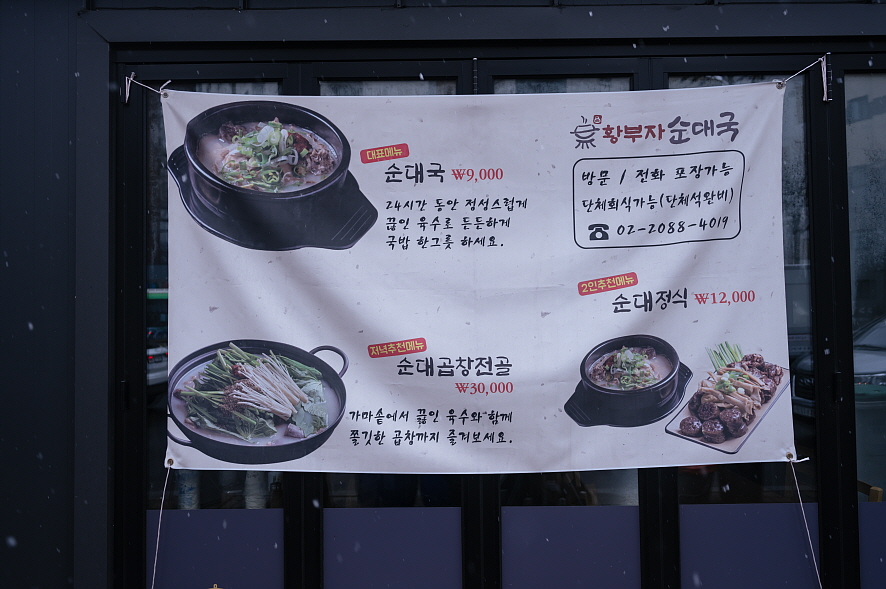 대표메뉴
순대국 ₩9,000
24시간 동안 정성스럽게
끓인 육수로 든든하게
국밥 한그릇 하세요.
황부자 순대국
방문 / 전화 포장가능
단체회식가능(단체석완비)
☎ 02-2088-4019
저녁추천메뉴
순대곱창전골
₩30,000
가마솥에서 끓인 육수와 함께
쫄깃한 곱창까지 즐겨보세요.
2인추천메뉴
순대정식 ₩12,000